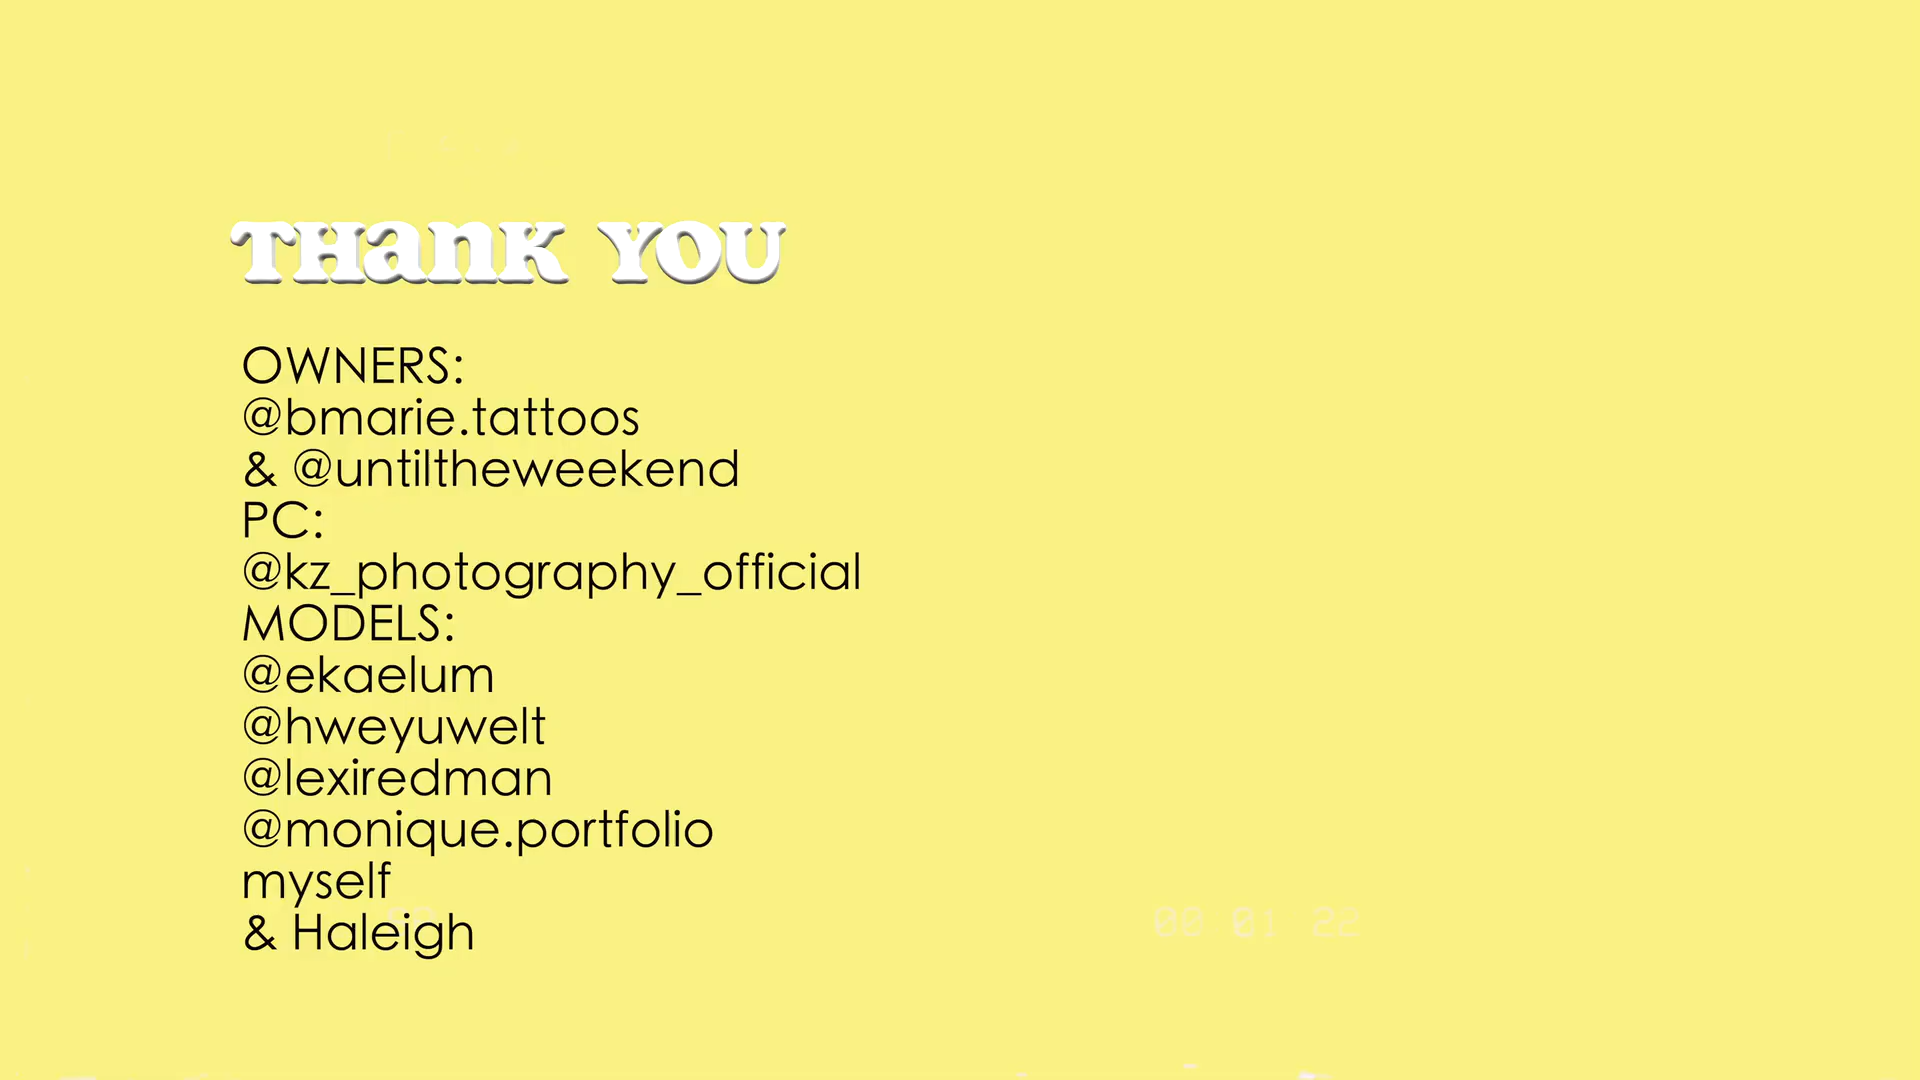 THank YOU
OWNERS:
@bmarie.tattoos
& @untiltheweekend
PC:
@kz_photography_official
MODELS:
@ekaelum
@hweyuwelt
@lexiredman
@monique.portfolio
myself
& Haleigh
00 01 22